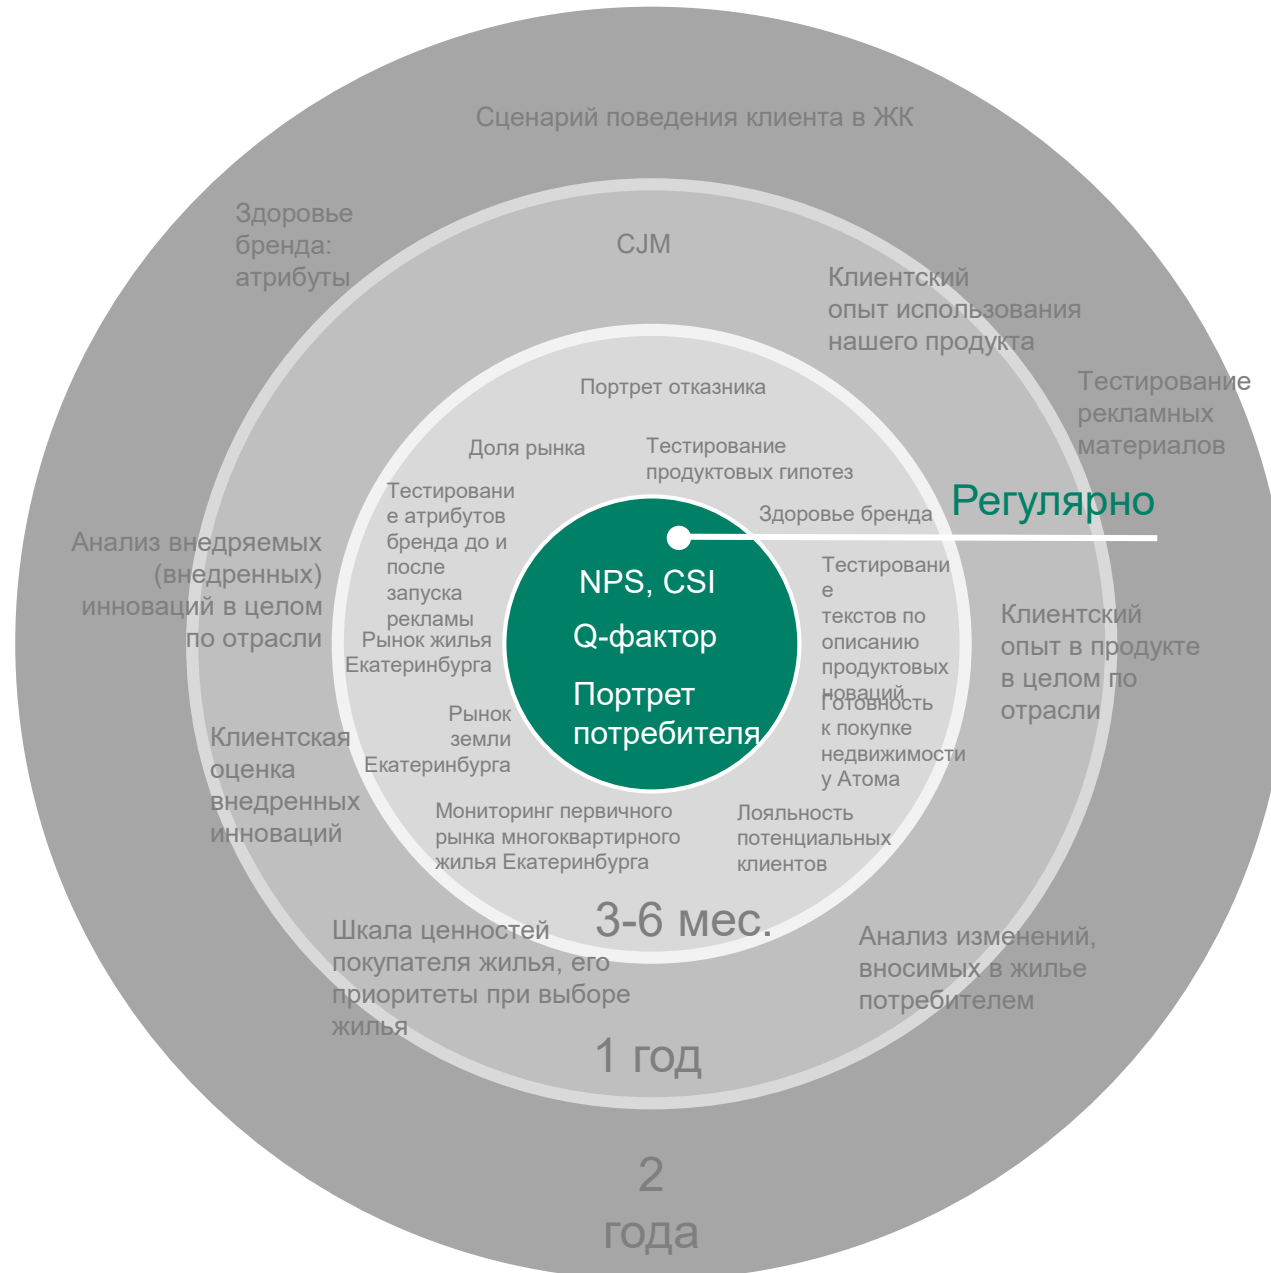 Сценарий поведения клиента в ЖК
Здоровье
бренда:
атрибуты
CJM
Клиентский
опыт использования
нашего продукта
Тестирование
рекламных
материалов
Портрет отказника
Доля рынка
Тестирование
продуктовых гипотез
Тестировани
е атрибутов
бренда до и
после
запуска
рекламы
Здоровье бренда
Регулярно
Анализ внедряемых
(внедренных)
инноваций в целом
по отрасли
NPS, CSI
Q-фактор
Портрет
потребителя
Тестировани
е
текстов по
описанию
продуктовых
новаций
Клиентский
опыт в продукте
в целом по
отрасли
Рынок жилья
Екатеринбурга
Готовность
к покупке
недвижимости
у Атома
Рынок
земли
Екатеринбурга
Клиентская
оценка
внедренных
инноваций
Мониторинг первичного
рынка многоквартирного
жилья Екатеринбурга
Лояльность
потенциальных
клиентов
3-6 мес.
Шкала ценностей
покупателя жилья, его
приоритеты при выборе
жилья
Анализ изменений,
вносимых в жилье
потребителем
1 год
2
года